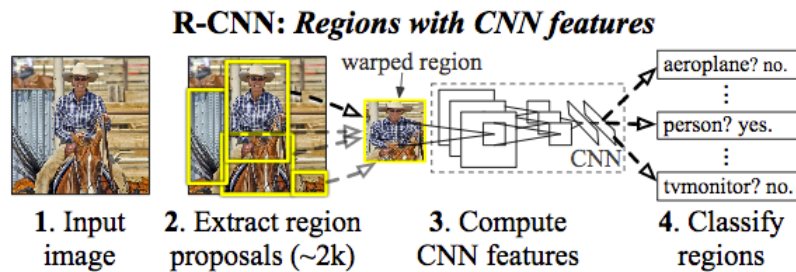 R-CNN: Regions with CNN features
warped region
aeroplane? no.
person? yes.
tvmonitor? no.
CNN
1. Input
image
2. Extract region
proposals (~2k)
3. Compute
CNN features
4. Classify
regions